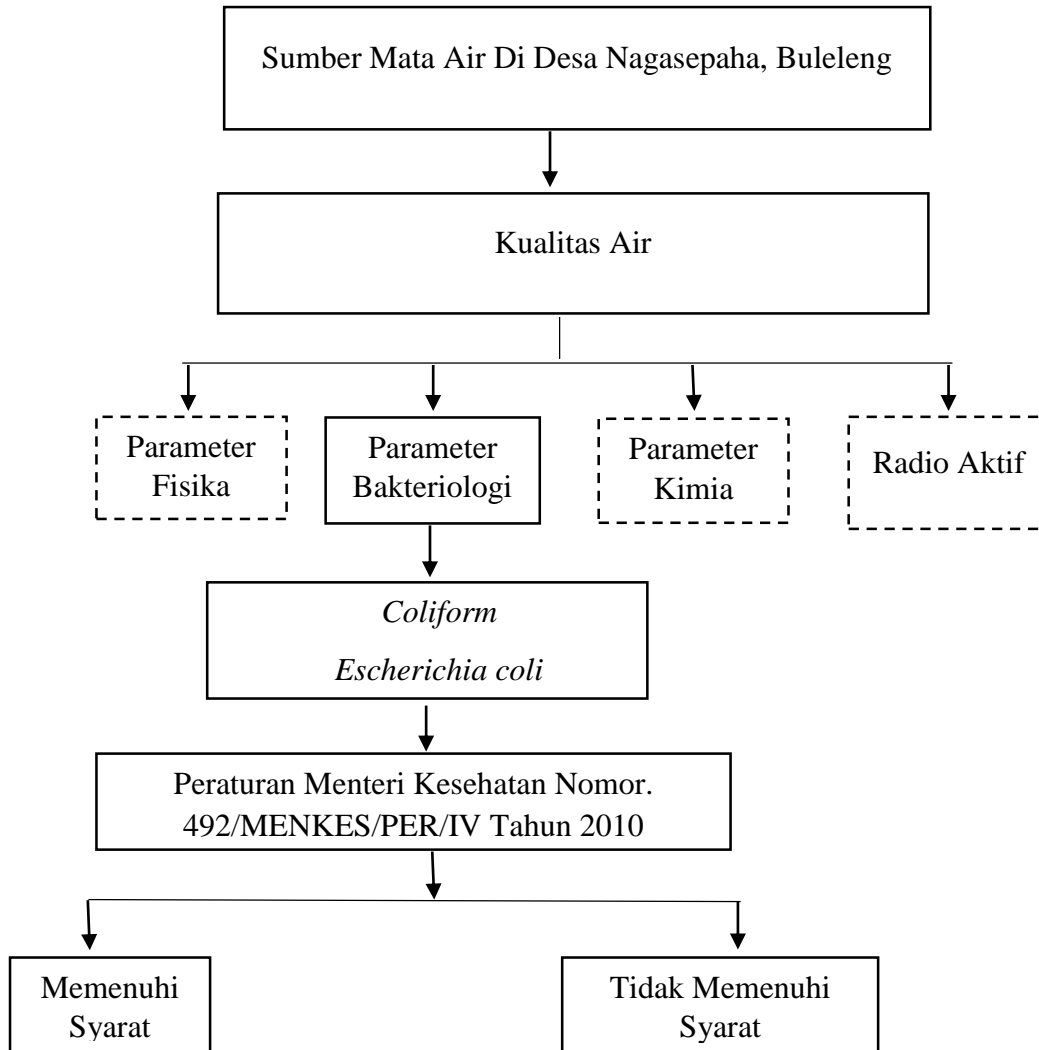 Sumber Mata Air Di Desa Nagasepaha, Buleleng
Kualitas Air
Parameter
Fisika
Parameter
Bakteriologi
Parameter
Kimia
Radio Aktif
Coliform
Escherichia coli
Peraturan Menteri Kesehatan Nomor.
492/MENKES/PER/IV Tahun 2010
Memenuhi
Syarat
Tidak Memenuhi
Syarat